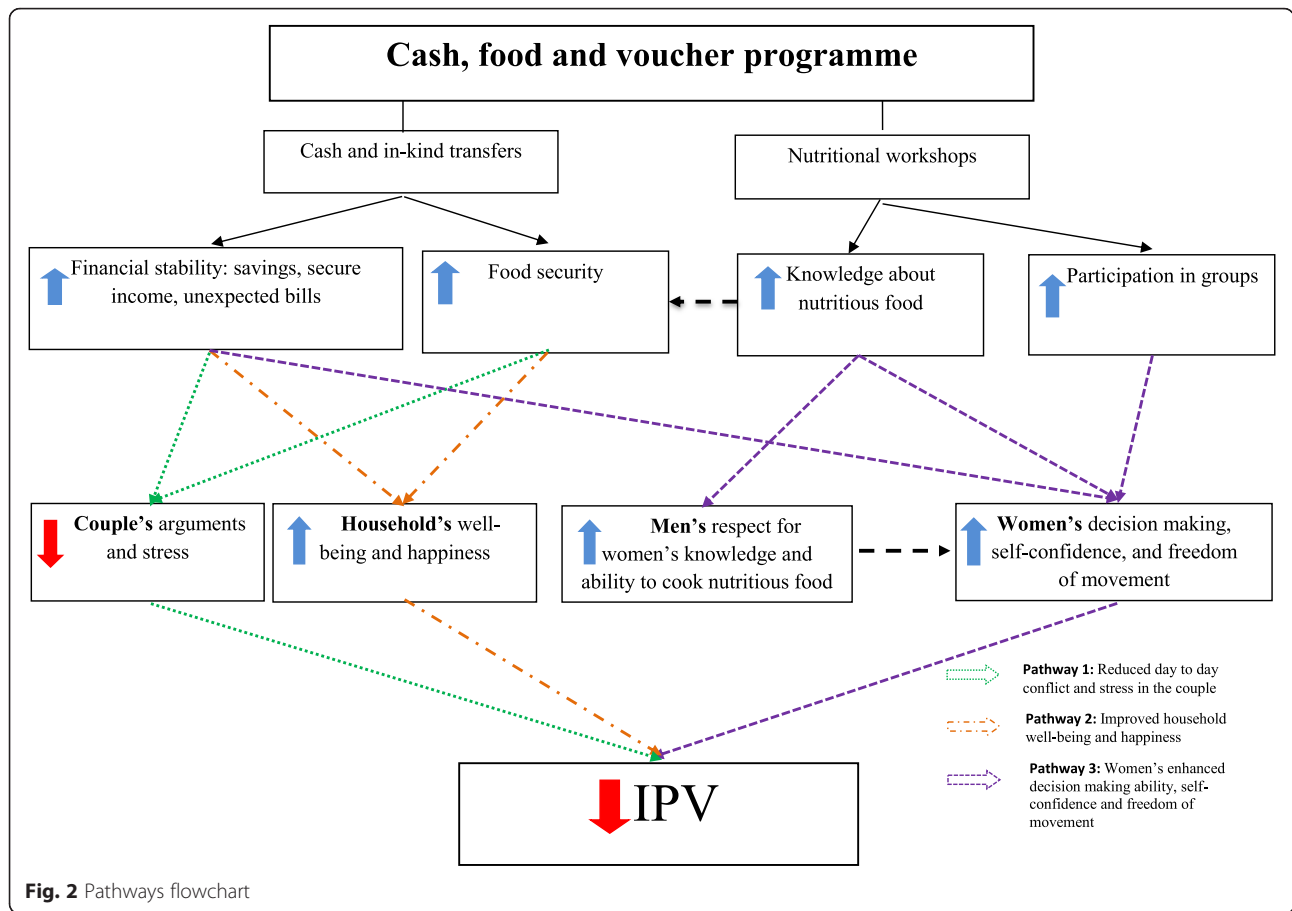 Cash, food and voucher programme
Cash and in-kind transfers
Nutritional workshops
Financial stability: savings, secure
income, unexpected bills
Food security
Knowledge about
nutritious food
Participation in groups
Couple's arguments
and stress
Household's well-
being and happiness
Men's respect for
women's knowledge and
ability to cook nutritious food
Women's decision making,
self-confidence, and freedom
of movement
Pathway 1: Reduced day to day
conflict and stress in the couple
Pathway 2: Improved household
well-being and happiness
Pathway 3: Women's enhanced
decision making ability, self-
confidence and freedom of
movement
IPV
Fig. 2 Pathways flowchart